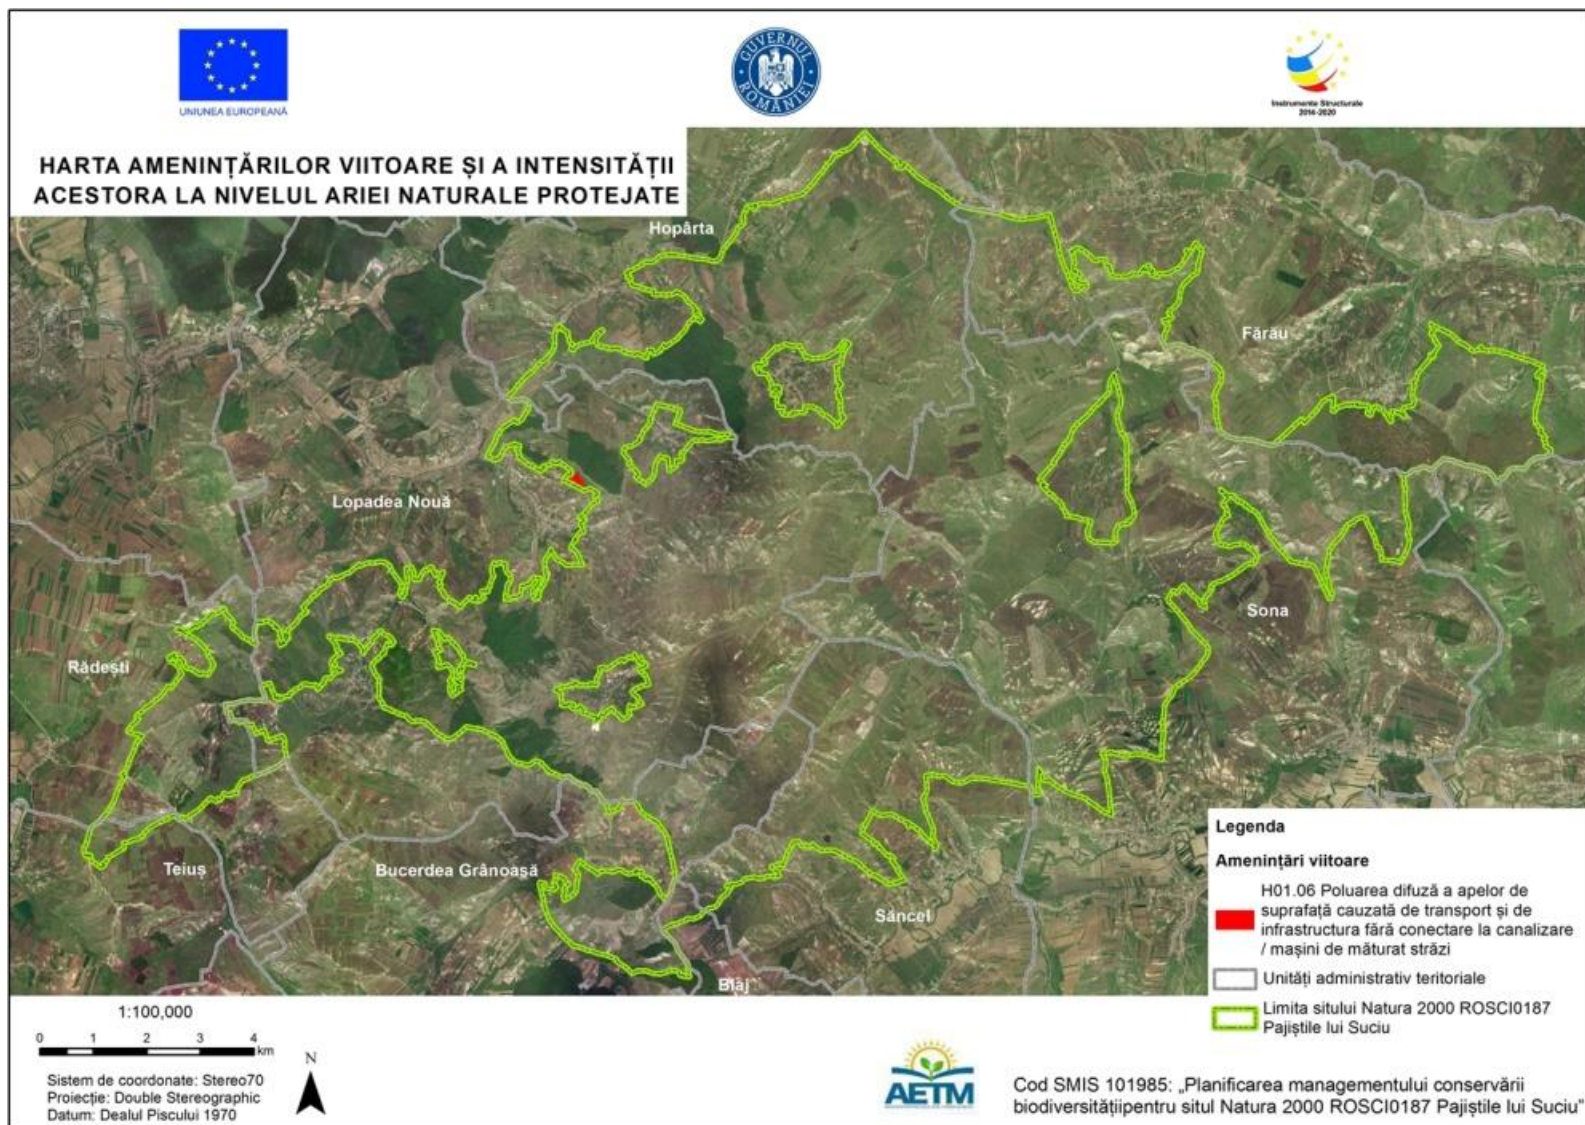 UNIUNEA EUROPEANĂ
GUVERNUL ROMÂNIEI
Instrumente Structurale
2014-2020
HARTA AMENINȚĂRILOR VIITOARE ȘI A INTENSITĂȚII
ACESTORA LA NIVELUL ARIEI NATURALE PROTEJATE
Hopârta
Fărău
Lopadea Nouă
Sona
Rădești
Teiuș
Bucerdea Grânoașă
Sâncel
Blaj
Legenda
Amenințări viitoare
H01.06 Poluarea difuză a apelor de
suprafață cauzată de transport și de
infrastructura fără conectare la canalizare
/ mașini de măturat străzi
Unități administrativ teritoriale
Limita sitului Natura 2000 ROSCI0187
Pajiștile lui Suciu
1:100,000
0 1 2 3 4
km
N
Sistem de coordonate: Stereo70
Proiecție: Double Stereographic
Datum: Dealul Piscului 1970
AETM
Cod SMIS 101985: „Planificarea managementului conservării
biodiversitățiipentru situl Natura 2000 ROSCI0187 Pajiștile lui Suciu"